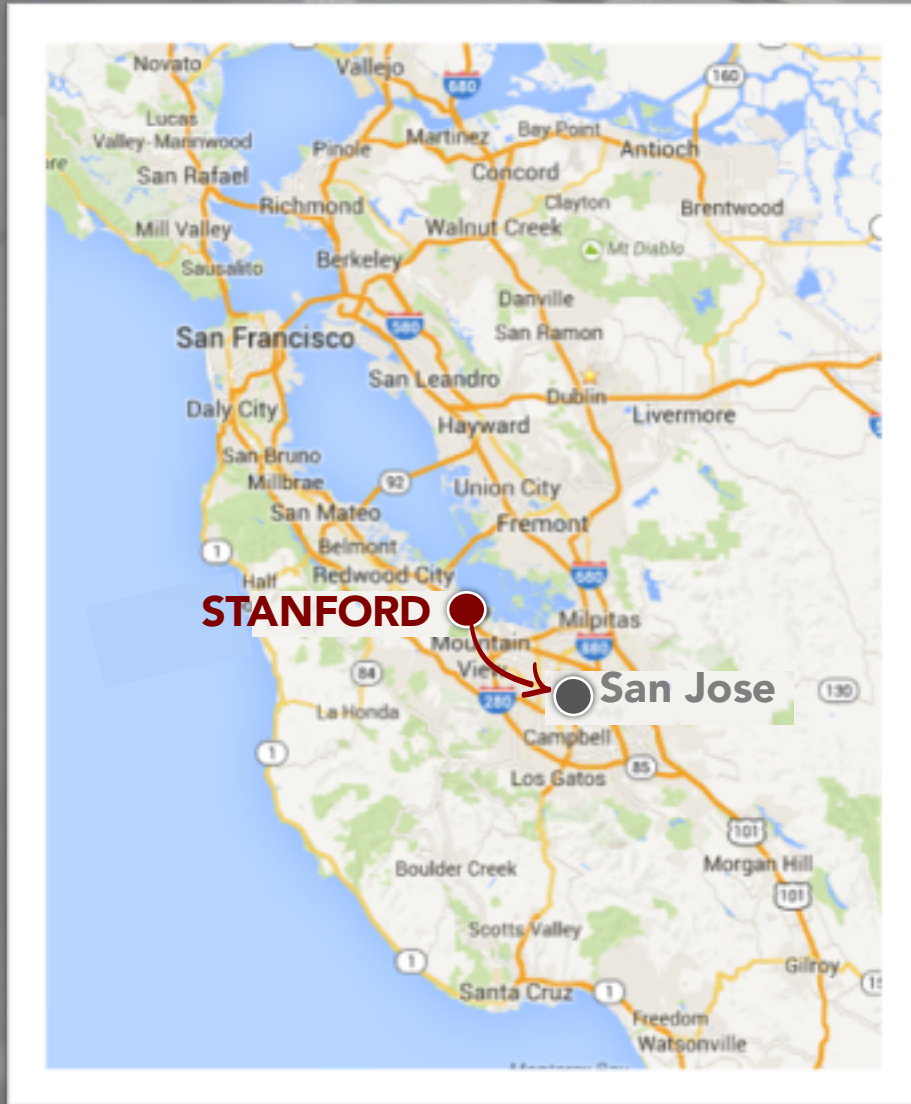 Novato
Vallejo
680
160
Lucas
Valley-Marinwood
Pinole
Martinez
Bay Point
Antioch
San Rafael
Concord
Richmond
Clayton
Brentwood
Mill Valley
Walnut Creek
Mt Diablo
Sausalito
Berkeley
Danville
580
San Ramon
San Francisco
San Leandro
Dublin
Livermore
Daly City
Hayward
San Bruno
Millbrae
92
Union City
San Mateo
Fremont
1
Belmont
Half
Redwood City
680
STANFORD
Milpitas
Mountain
View
880
84
280
San Jose
130
La Honda
Campbell
1
Los Gatos
85
101
Boulder Creek
Morgan Hill
101
Scotts Valley
1
Gilroy
Santa Cruz
1
Freedom
Watsonville